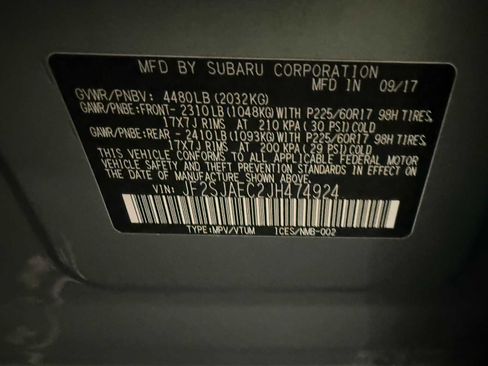 MFD BY SUBARU CORPORATION
MFD IN 09/17
GVWR/PNBV: 4480LB(2032KG)
GAWR/PNBE:FRONT-2310LB(1048KG)WITH P225/60R17 98H TIRES,
17X7J RIMS AT 210 KPA(30 PSI)COLD
GAWR/PNBE:REAR -2410LB(1093KG)WITH P225/60R17 98H TIRES,
17X7J RIMS AT 200 KPA(29 PSI)COLD
THIS VEHICLE CONFORMS TO ALL APPLICABLE FEDERAL MOTOR
VEHICLE SAFETY AND THEFT PREVENTION STANDARDS IN EFFECT ON
THE DATE OF MANUFACTURE SHOWN ABOVE.
VIN: JF2SJAEC2JH474924
TYPE:MPV/VTUM ICES/NMB-002